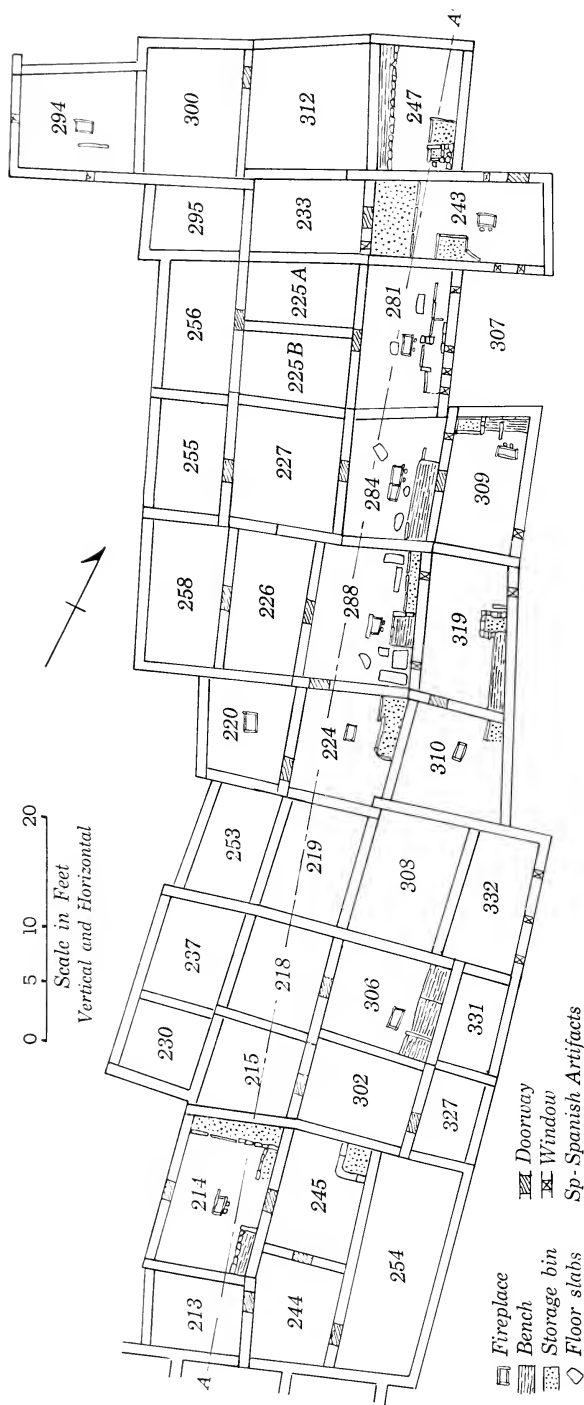 A'
294
300
312
247
295
233
243
256
225A
225B
281
307
255
227
284
309
258
226
288
319
220
224
310
253
219
308
332
237
218
306
331
230
215
302
327
214
245
254
213
244
A
0 5 10 20
Scale in Feet
Vertical and Horizontal
Fireplace
Bench
Storage bin
Floor slabs
Doorway
Window
Sp - Spanish Artifacts